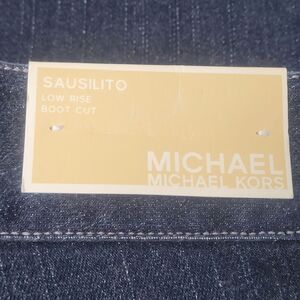 SAUSILITO
LOW RISE
BOOT CUT
MICHAEL
MICHAEL KORS